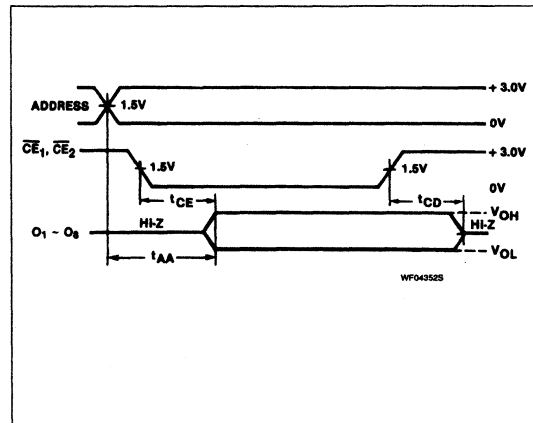 + 3.0V
ADDRESS 1.5V
0V
CE1, CE2 + 3.0V
1.5V 1.5V
0V
tCE tCD
VOH
O1 ~ O8 Hi-Z Hi-Z
VOL
tAA
WF04352S